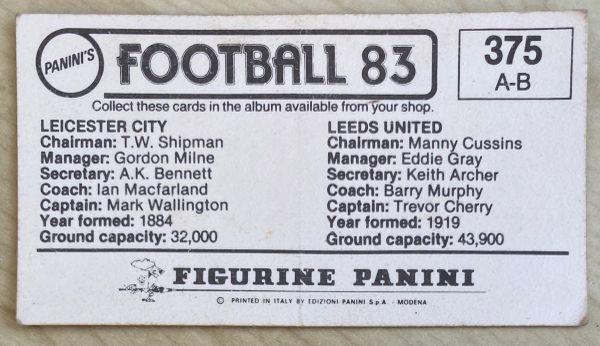 PANINI'S
FOOTBALL 83
375
A-B
Collect these cards in the album available from your shop.
LEICESTER CITY
Chairman: T.W. Shipman
Manager: Gordon Milne
Secretary: A.K. Bennett
Coach: Ian Macfarland
Captain: Mark Wallington
Year formed: 1884
Ground capacity: 32,000
LEEDS UNITED
Chairman: Manny Cussins
Manager: Eddie Gray
Secretary: Keith Archer
Coach: Barry Murphy
Captain: Trevor Cherry
Year formed: 1919
Ground capacity: 43,900
FIGURINE PANINI
© PRINTED IN ITALY BY EDIZIONI PANINI S.p.A. - MODENA